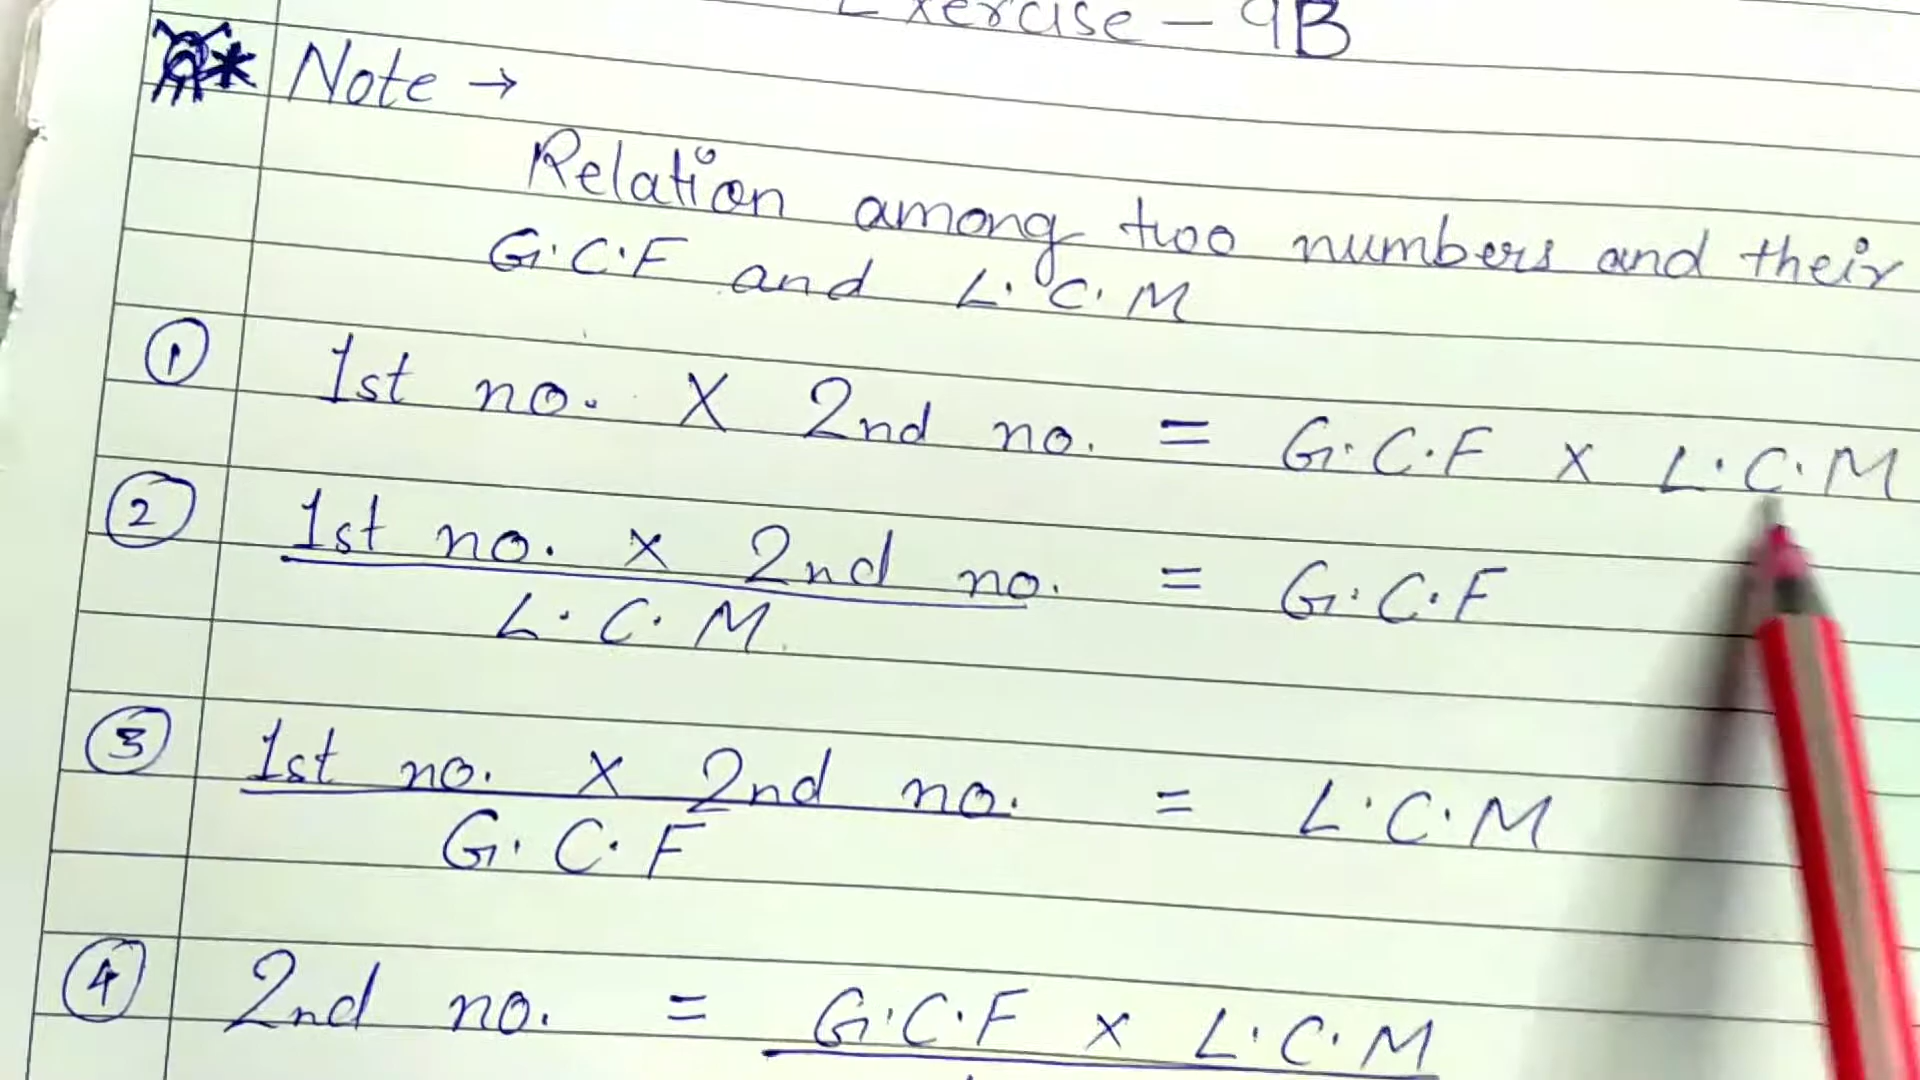 Exercise - 9B
* Note →
Relation among two numbers and their
G.C.F and L.C.M
① 1st no. X 2nd no. = G.C.F x L.C.M
② 1st no. x 2nd no. = G.C.F
L.C.M
③ 1st no. X 2nd no. = L.C.M
G.C.F
④ 2nd no. = G.C.F x L.C.M